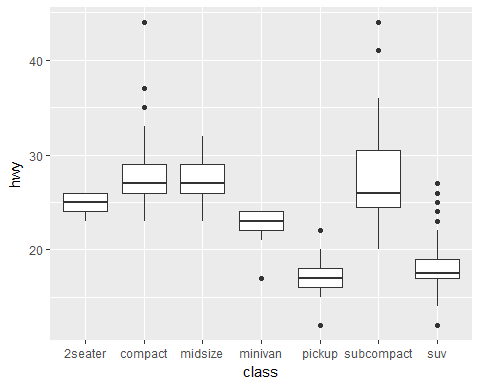 hwy
40
30
20
2seater compact midsize minivan pickup subcompact suv
class